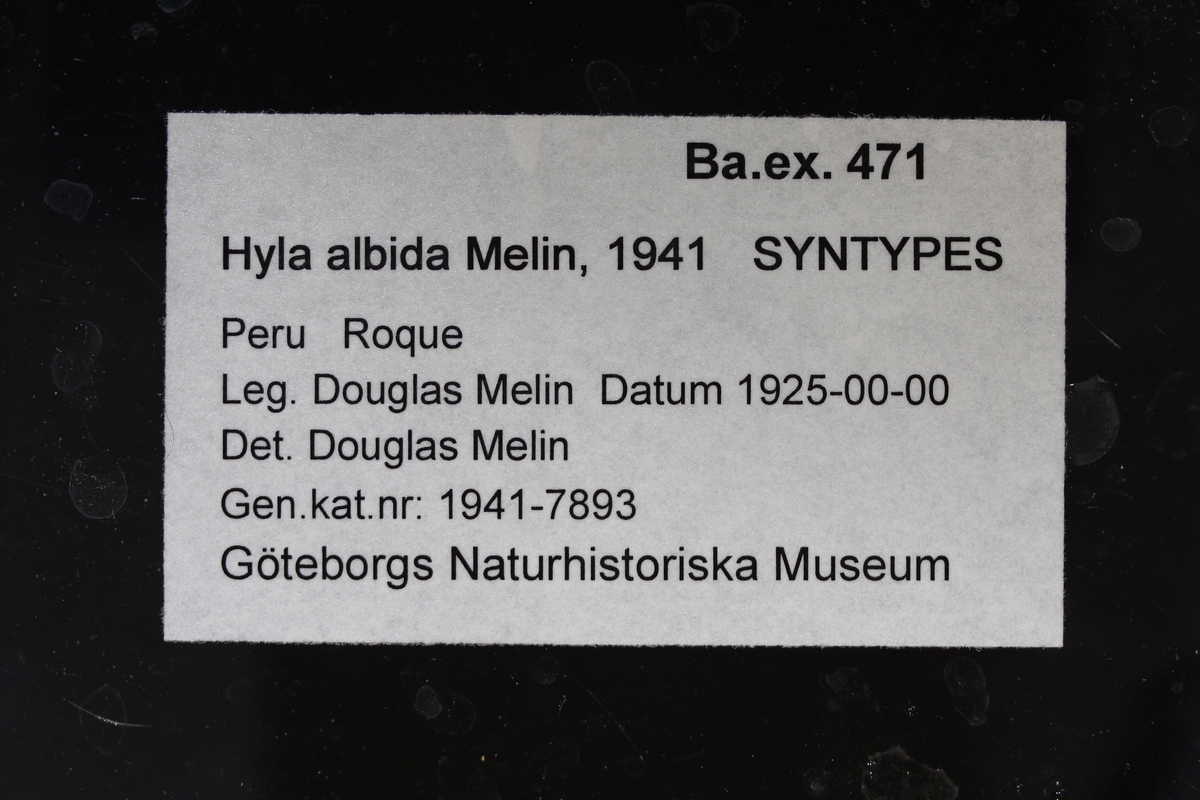 Ba.ex. 471
Hyla albida Melin, 1941 SYNTYPES
Peru Roque
Leg. Douglas Melin Datum 1925-00-00
Det. Douglas Melin
Gen.kat.nr: 1941-7893
Göteborgs Naturhistoriska Museum